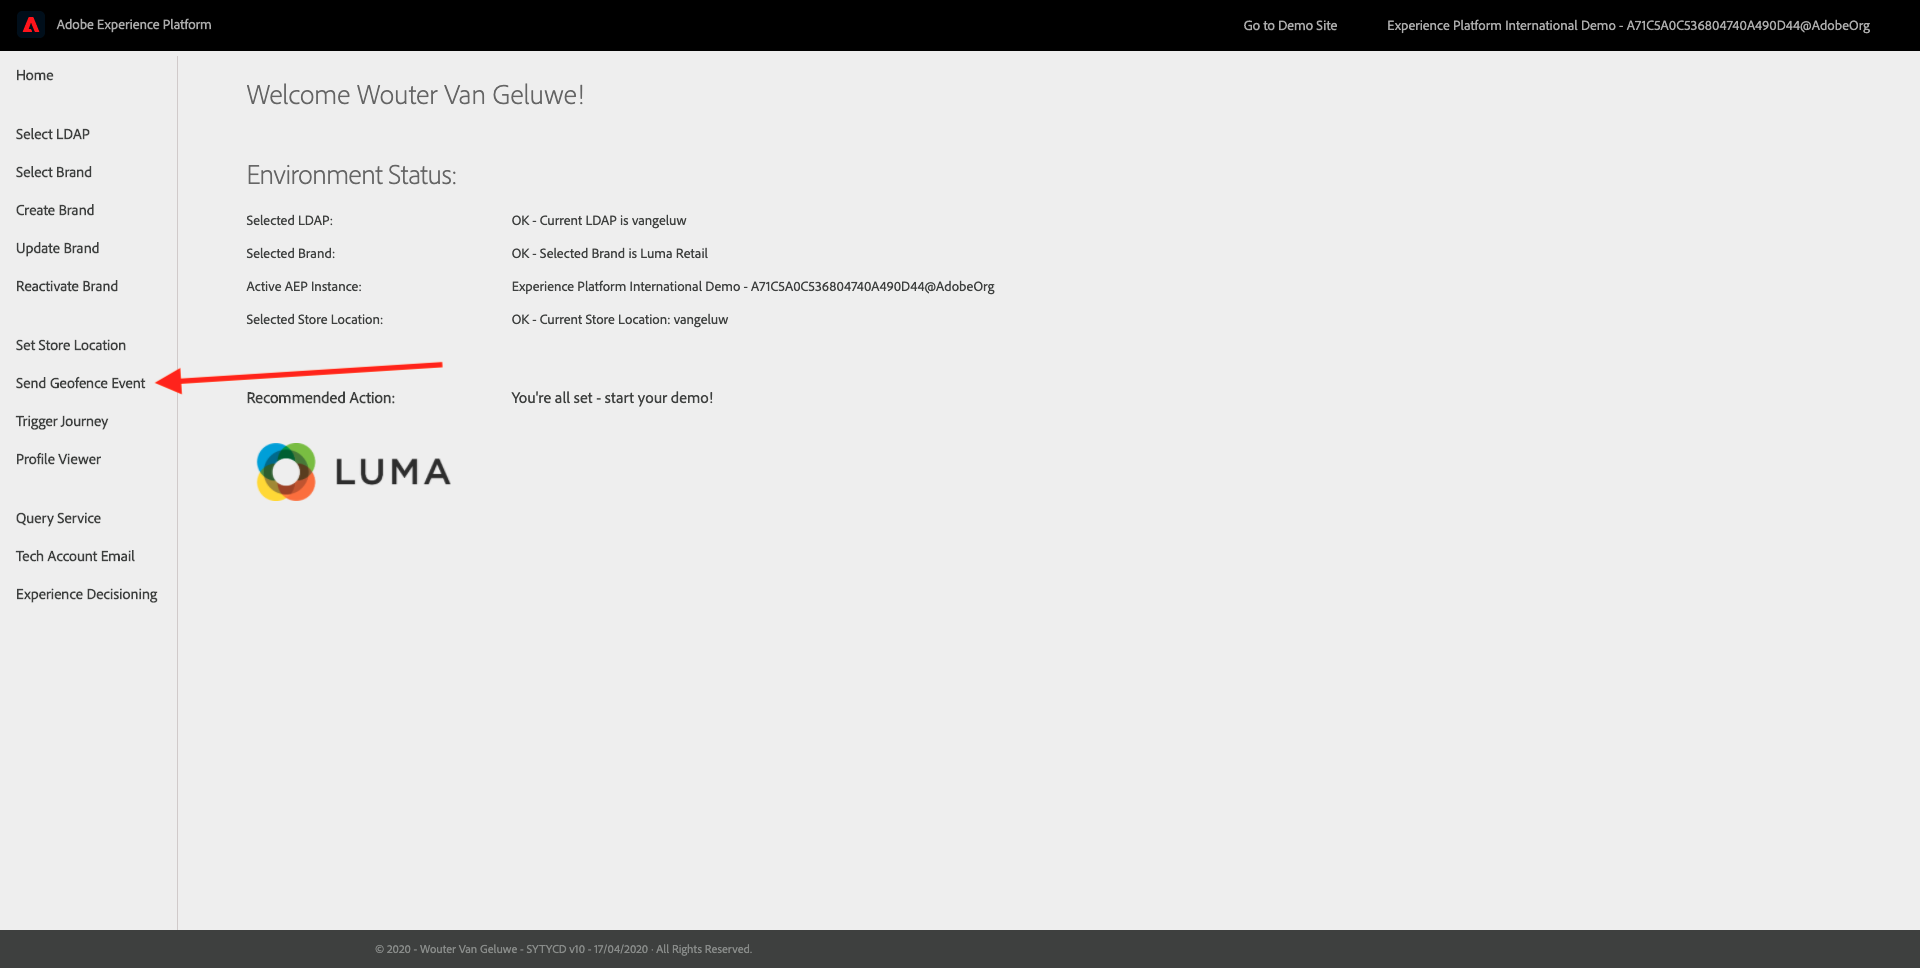 Adobe Experience Platform
Go to Demo Site
Experience Platform International Demo - A71C5A0C536804740A490D44@AdobeOrg
Home
Select LDAP
Select Brand
Create Brand
Update Brand
Reactivate Brand
Set Store Location
Send Geofence Event
Trigger Journey
Profile Viewer
Query Service
Tech Account Email
Experience Decisioning
Welcome Wouter Van Geluwe!
Environment Status:
Selected LDAP: OK - Current LDAP is vangeluw
Selected Brand: OK - Selected Brand is Luma Retail
Active AEP Instance: Experience Platform International Demo - A71C5A0C536804740A490D44@AdobeOrg
Selected Store Location: OK - Current Store Location: vangeluw
Recommended Action: You're all set - start your demo!
LUMA
© 2020 - Wouter Van Geluwe - SYTYCD v10 - 17/04/2020 · All Rights Reserved.